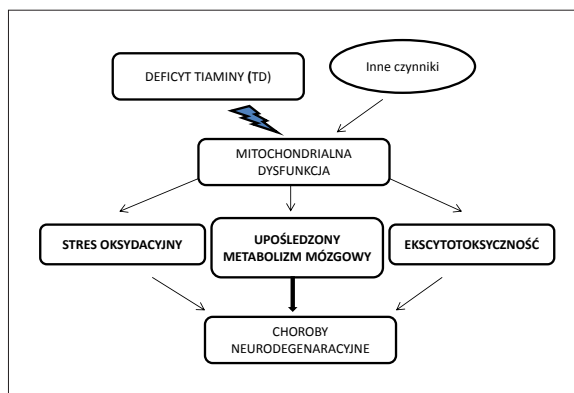 DEFICYT TIAMINY (TD)
Inne czynniki
MITOCHONDRIALNA
DYSFUNKCJA
STRES OKSYDACYJNY
UPOŚLEDZONY
METABOLIZM MÓZGOWY
EKSCYTOTOKSYCZNOŚĆ
CHOROBY
NEURODEGENARACYJNE